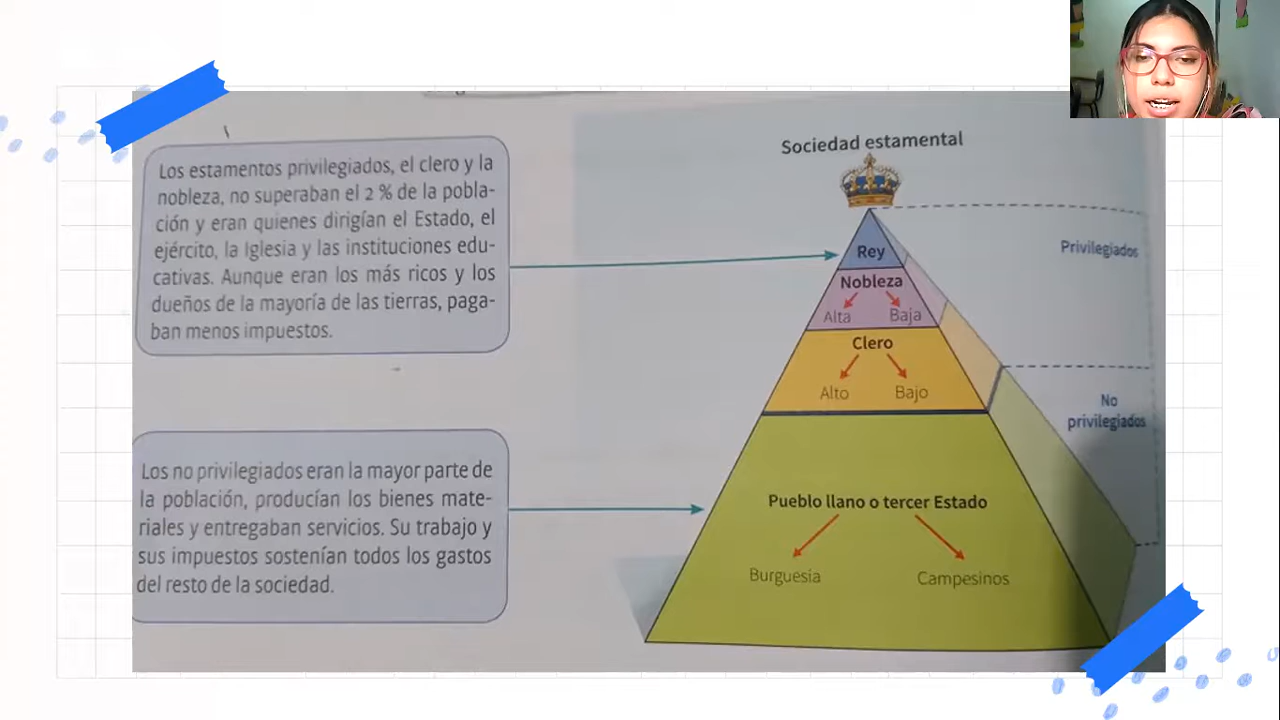 Los estamentos privilegiados, el clero y la
nobleza, no superaban el 2 % de la pobla-
ción y eran quienes dirigían el Estado, el
ejército, la Iglesia y las instituciones edu-
cativas. Aunque eran los más ricos y los
dueños de la mayoría de las tierras, paga-
ban menos impuestos.
Los no privilegiados eran la mayor parte de
la población, producían los bienes mate-
riales y entregaban servicios. Su trabajo y
sus impuestos sostenían todos los gastos
del resto de la sociedad.
Sociedad estamental
Rey
Nobleza
Alta Baja
Clero
Alto Bajo
Pueblo llano o tercer Estado
Burguesia Campesinos
Privilegiados
No
privilegiados